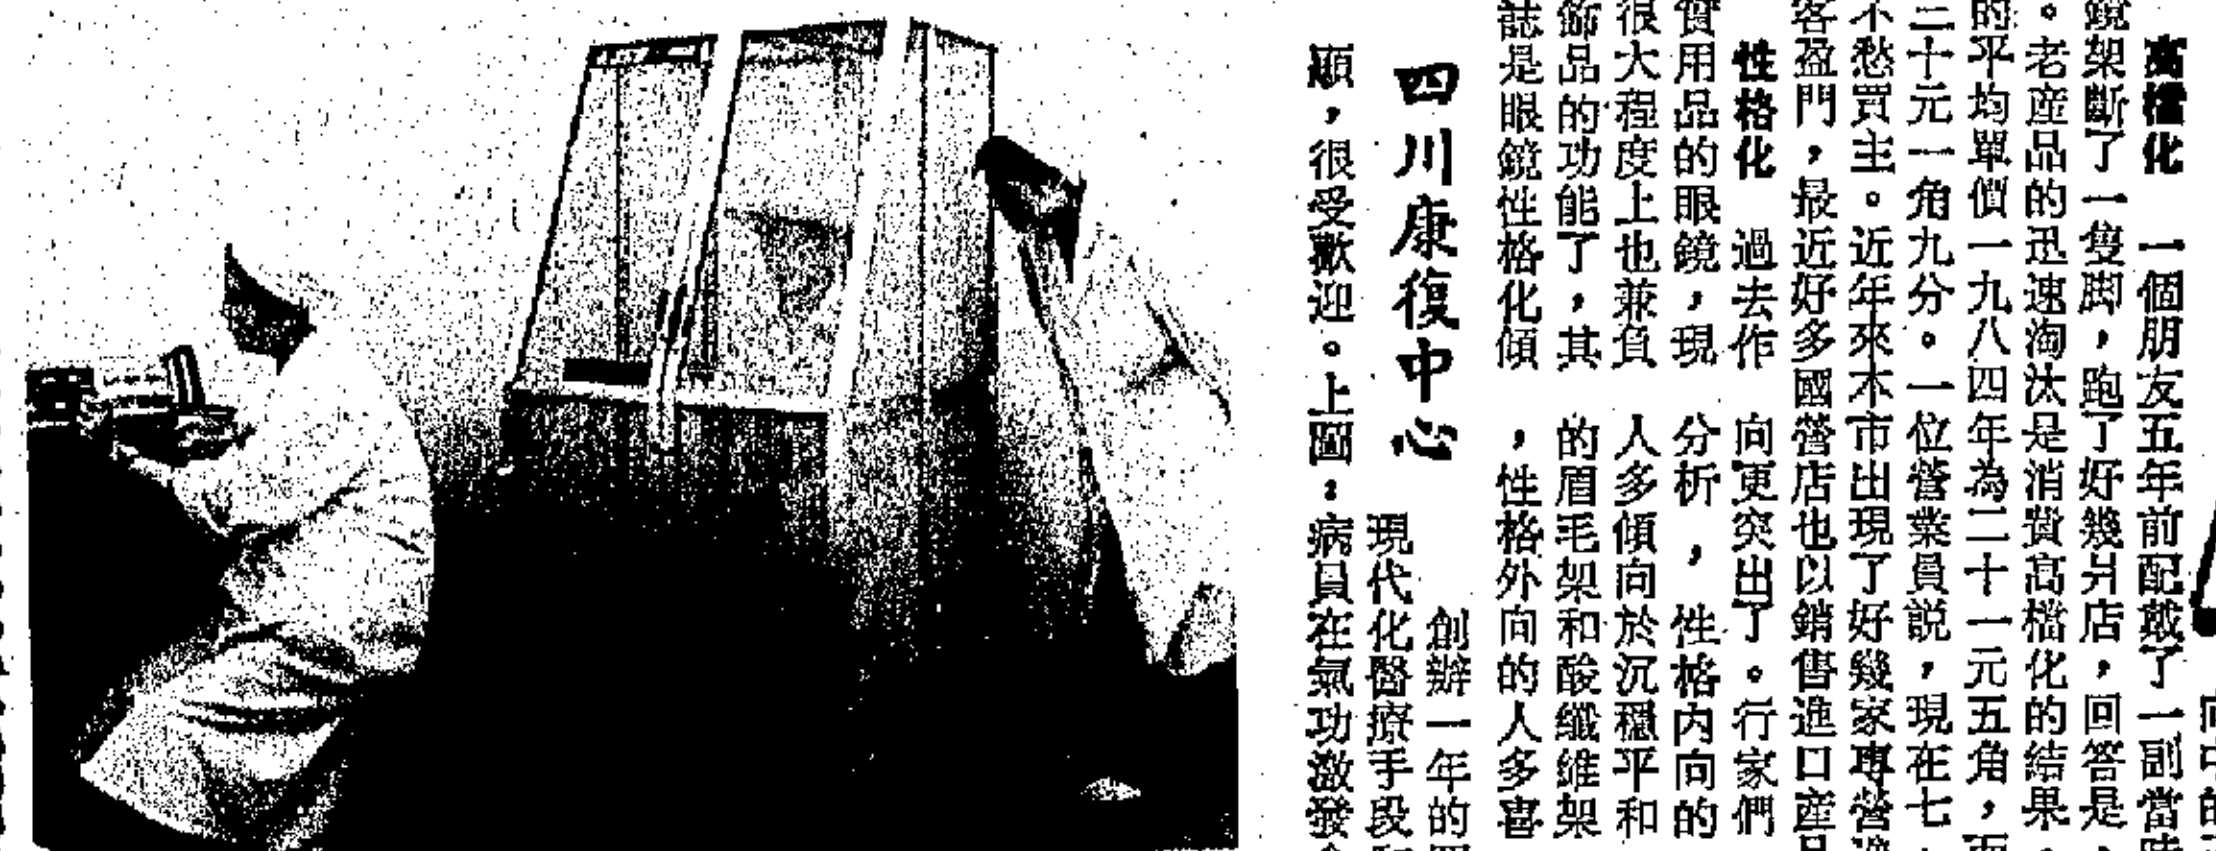 高檔化　一個朋友五年前配戴了一副當
鏡架斷了一隻脚，跑了好幾爿店，回答是
。老産品的迅速淘汰是消費高檔化的結果
的平均單價一九八四年為二十一元五角，而
三十元一角九分。一位營業員説，現在七
不愁買主。近年來本市出現了好幾家專營
客盈門，最近好多國營店也以銷售進口産品
性格化　過去作
實用品的眼鏡，現
很大程度上也兼負
飾品的功能了，其
誌是眼鏡性格化傾
向更突出了。行家們
分析，性格内向的
人多傾向於沉穩平和
的眉毛架和酸纖維架
，性格外向的人多喜
四川康復中心
創辦一年的
現代化醫療手段
顯，很受歡迎。上圖：病員在氣功激發